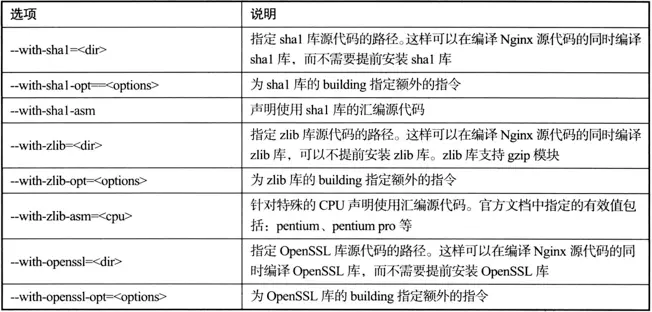 选项 说明
--with-sha1=<dir> 指定 sha1 库源代码的路径。这样可以在编译 Nginx 源代码的同时编译
sha1 库，而不需要提前安装 sha1 库
--with-sha1-opt==<options> 为 sha1 库的 building 指定额外的指令
--with-sha1-asm 声明使用 sha1 库的汇编源代码
--with-zlib=<dir> 指定 zlib 库源代码的路径。这样可以在编译 Nginx 源代码的同时编译
zlib 库，可以不提前安装 zlib 库。zlib 库支持 gzip 模块
--with-zlib-opt=<options> 为 zlib 库的 building 指定额外的指令
--with-zlib-asm=<cpu> 针对特殊的 CPU 声明使用汇编源代码。官方文档中指定的有效值包
括：pentium、pentium pro 等
--with-openssl=<dir> 指定 OpenSSL 库源代码的路径。这样可以在编译 Nginx 源代码的同
时编译 OpenSSL 库，而不需要提前安装 OpenSSL 库
--with-openssl-opt=<options> 为 OpenSSL 库的 building 指定额外的指令